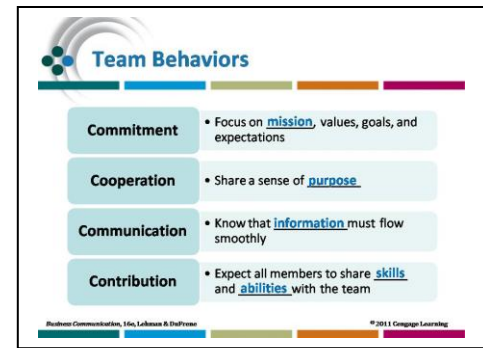 Team Behaviors
Commitment
• Focus on mission, values, goals, and
expectations
Cooperation
• Share a sense of purpose
Communication
• Know that information must flow
smoothly
Contribution
• Expect all members to share skills
and abilities with the team
Business Communication, 16e, Lehman & DuFrene
©2011 Cengage Learning